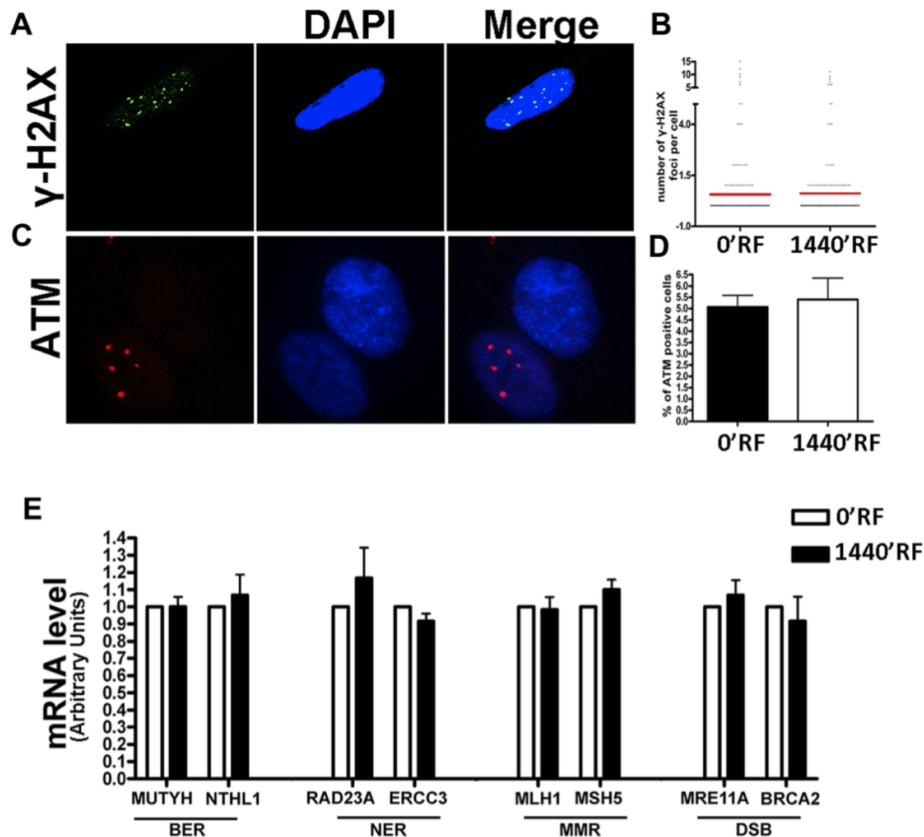 A
DAPI
Merge
γ-H2AX
B
number of γ-H2AX
foci per cell
15
10
5
4.0
1.5
-1.0
0'RF
1440'RF
C
ATM
D
% of ATM positive cells
6.5
6.0
5.5
5.0
4.5
4.0
3.5
3.0
2.5
2.0
1.5
1.0
0.5
0.0
0'RF
1440'RF
E
0'RF
1440'RF
mRNA level
(Arbitrary Units)
1.4
1.3
1.2
1.1
1.0
0.9
0.8
0.7
0.6
0.5
0.4
0.3
0.2
0.1
0.0
MUTYH NTHL1 RAD23A ERCC3 MLH1 MSH5 MRE11A BRCA2
BER NER MMR DSB